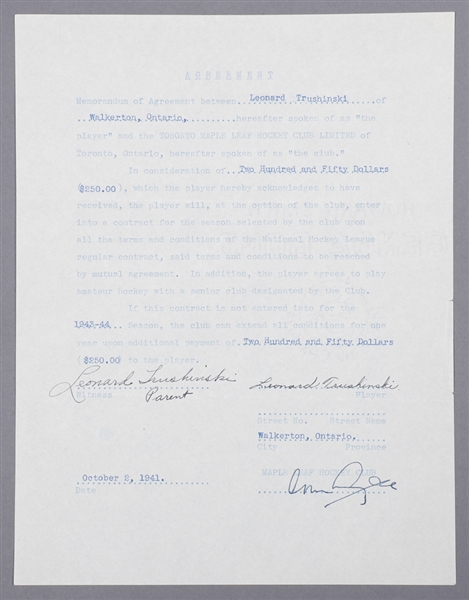 AGREEMENT
Memorandum of Agreement between...Leonard Trushinski...of
...Walkerton, Ontario,.........hereafter spoken of as "the
player" and the TORONTO MAPLE LEAF HOCKEY CLUB LIMITED of
Toronto, Ontario, hereafter spoken of as "the club."
In consideration of..Two Hundred and Fifty Dollars
($250.00), which the player hereby acknowledges to have
received, the player will, at the option of the club, enter
into a contract for the season selected by the club upon
all the terms and conditions of the National Hockey League
regular contract, said terms and conditions to be reached
by mutual agreement. In addition, the player agrees to play
amateur hockey with a senior club designated by the Club.
If this contract is not entered into for the
1943-44... Season, the club can extend all conditions for one
year upon additional payment of..Two Hundred and Fifty Dollars
($250.00) to the player.
Leonard Trushinski Leonard Trushinski
Witness Parent Player
Street No. Street Name
Walkerton, Ontario,
City Province
MAPLE LEAF HOCKEY CLUB
October 2, 1941.
Date